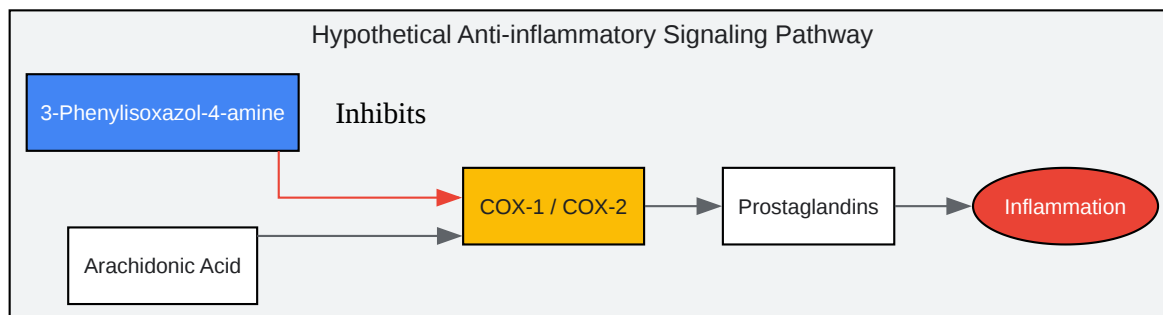 Hypothetical Anti-inflammatory Signaling Pathway
3-Phenylisoxazol-4-amine
Inhibits
COX-1 / COX-2
Prostaglandins
Inflammation
Arachidonic Acid